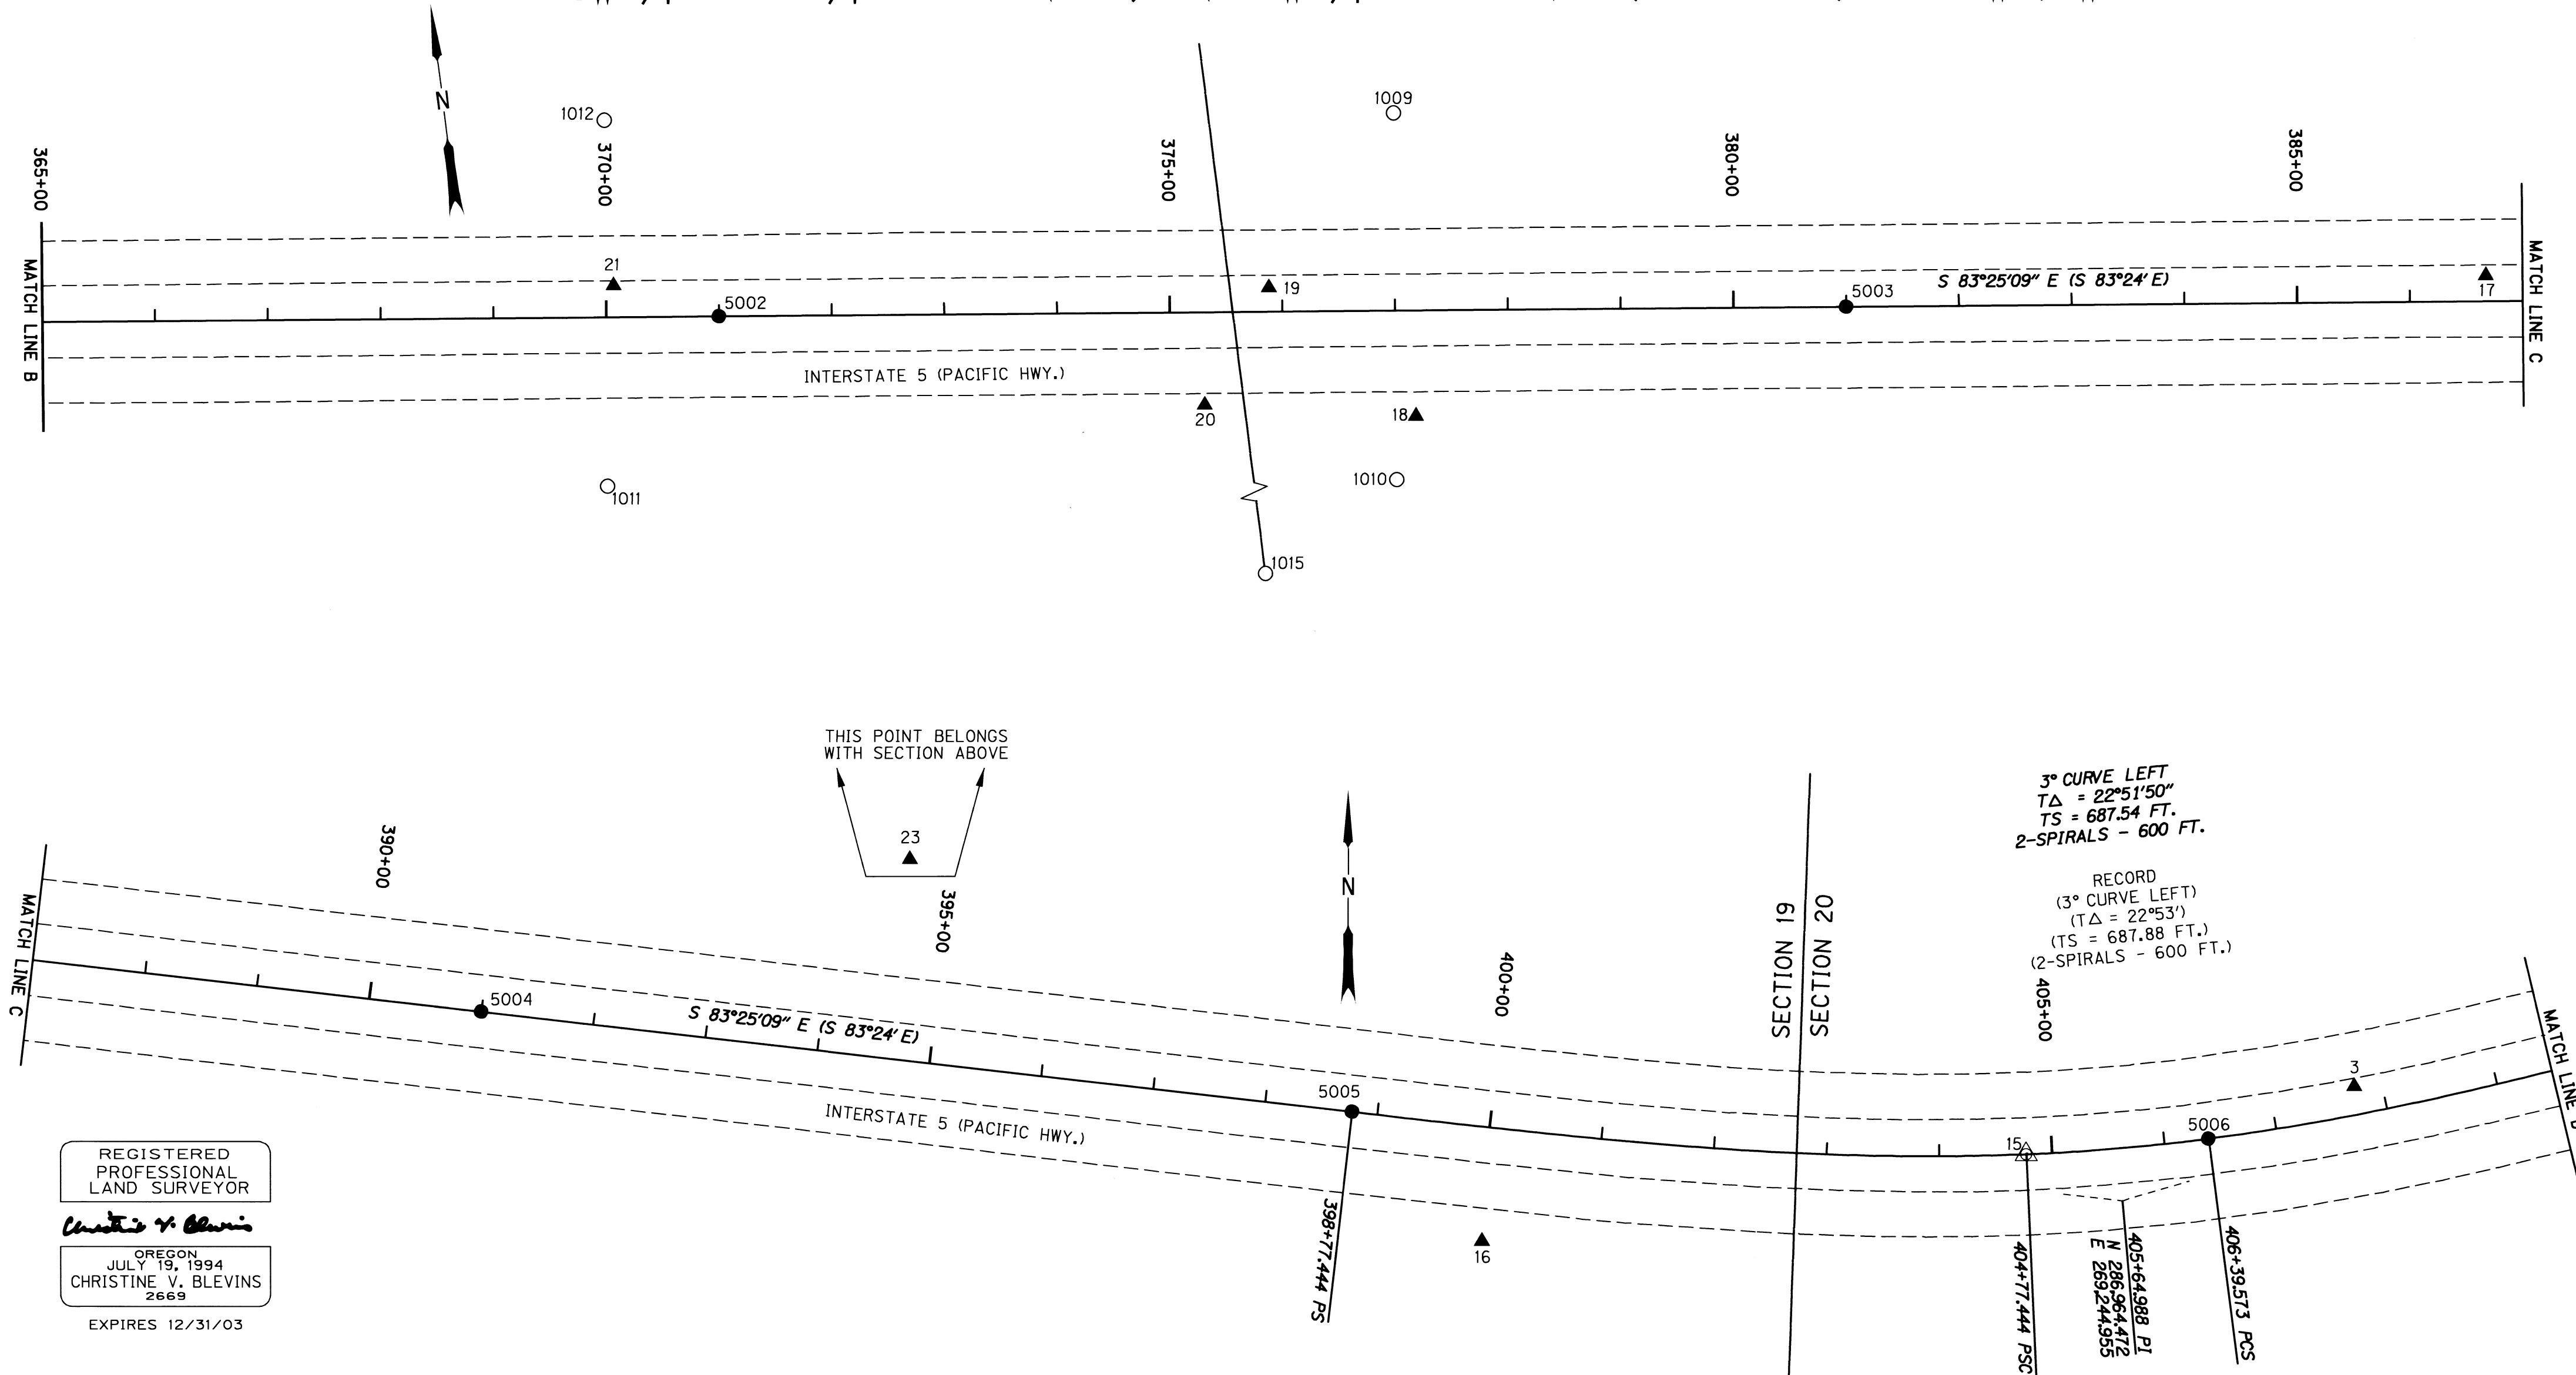 N
1012
1009
365+00
370+00
375+00
380+00
385+00
MATCH LINE B
21
5002
19
S 83°25'09" E (S 83°24' E)
5003
17
MATCH LINE C
INTERSTATE 5 (PACIFIC HWY.)
20
18
1011
1010
1015
THIS POINT BELONGS
WITH SECTION ABOVE
23
N
3° CURVE LEFT
T△ = 22°51'50"
TS = 687.54 FT.
2-SPIRALS - 600 FT.
RECORD
(3° CURVE LEFT)
(T△ = 22°53')
(TS = 687.88 FT.)
(2-SPIRALS - 600 FT.)
390+00
395+00
400+00
405+00
SECTION 19
SECTION 20
MATCH LINE C
5004
S 83°25'09" E (S 83°24' E)
5005
15
5006
3
MATCH LINE
INTERSTATE 5 (PACIFIC HWY.)
16
398+77.444 PS
404+77.444 PSC
405+64.988 PI
N 286,964.472
E 269,244.955
406+39.573 PCS
REGISTERED
PROFESSIONAL
LAND SURVEYOR
Christine V. Blevins
OREGON
JULY 19, 1994
CHRISTINE V. BLEVINS
2669
EXPIRES 12/31/03